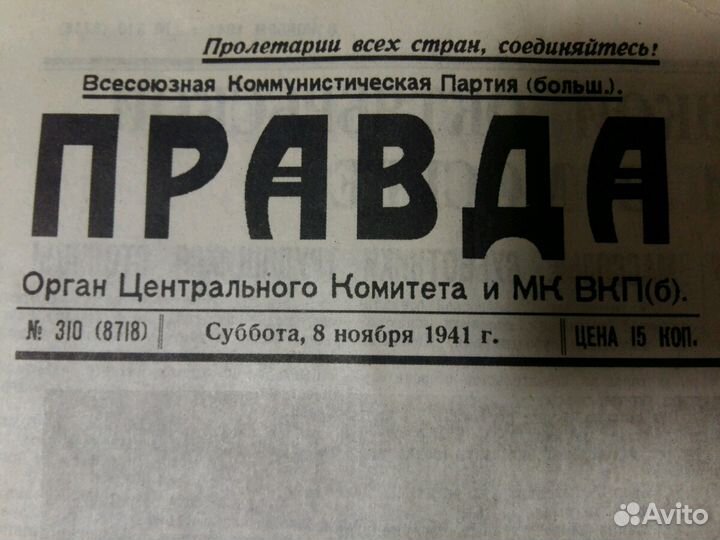 Пролетарии всех стран, соединяйтесь!
Всесоюзная Коммунистическая Партия (больш.).
ПРАВДА
Орган Центрального Комитета и МК ВКП(б).
№ 310 (8718) Суббота, 8 ноября 1941 г. ЦЕНА 15 КОП.
Avito